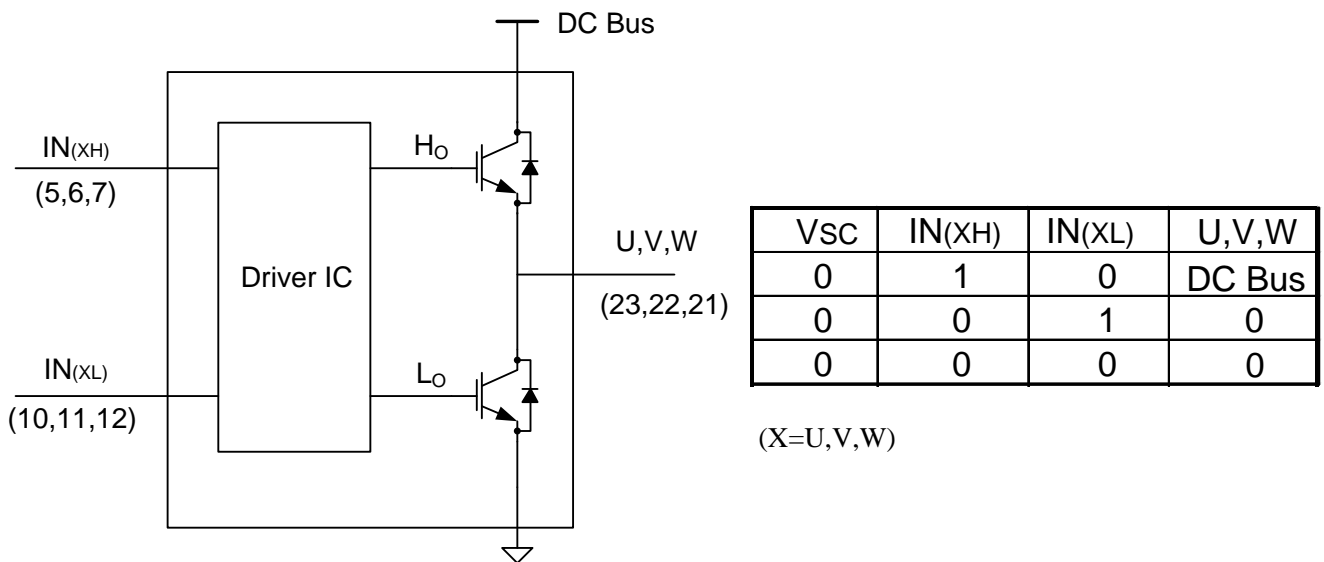 DC Bus
IN(XH)
(5,6,7)
HO
Driver IC
U,V,W
(23,22,21)
IN(XL)
(10,11,12)
LO
VSC IN(XH) IN(XL) U,V,W
0 1 0 DC Bus
0 0 1 0
0 0 0 0
(X=U,V,W)